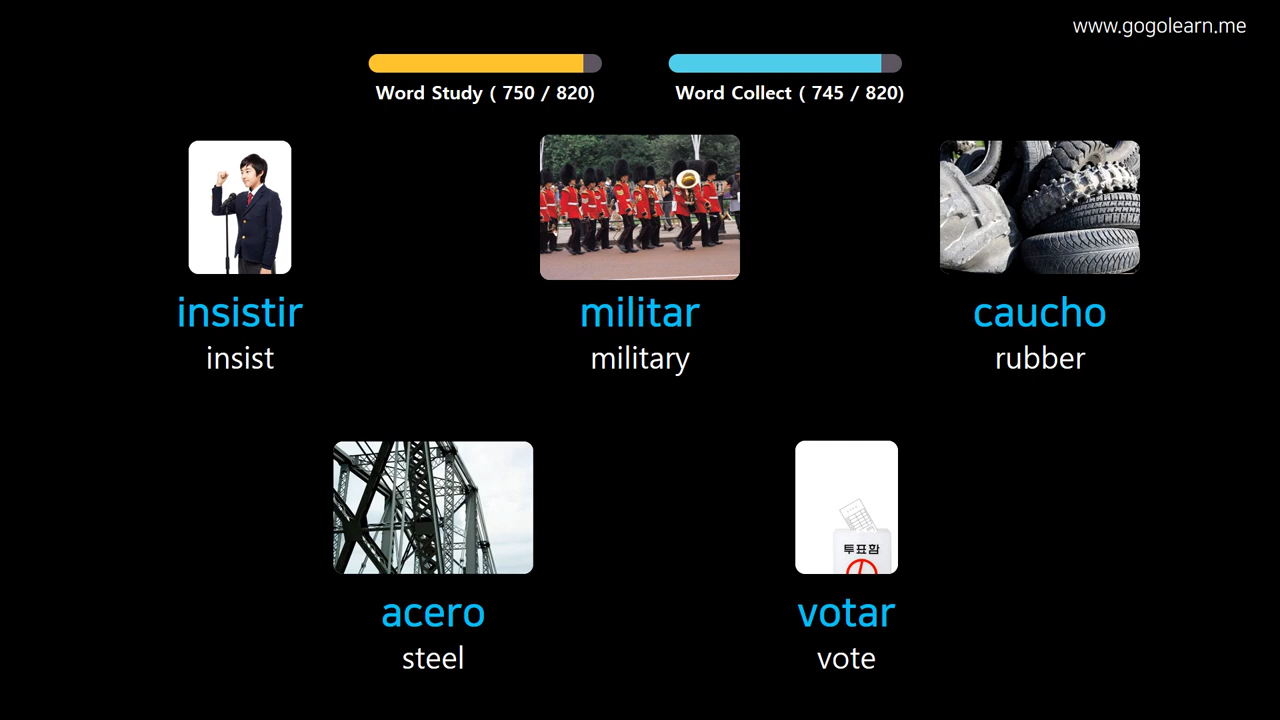 www.gogolearn.me
Word Study ( 750 / 820)
Word Collect ( 745 / 820)
insistir
insist
militar
military
caucho
rubber
투표함
acero
steel
votar
vote